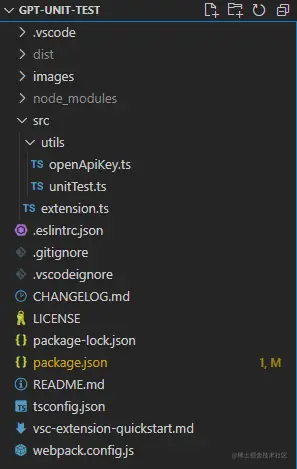 GPT-UNIT-TEST
.vscode
dist
images
node_modules
src
utils
TS openApiKey.ts
TS unitTest.ts
TS extension.ts
.eslintrc.json
.gitignore
.vscodeignore
CHANGELOG.md
LICENSE
{} package-lock.json
{} package.json 1, M
README.md
TS tsconfig.json
vsc-extension-quickstart.md
webpack.config.js
@稀土掘金技术社区